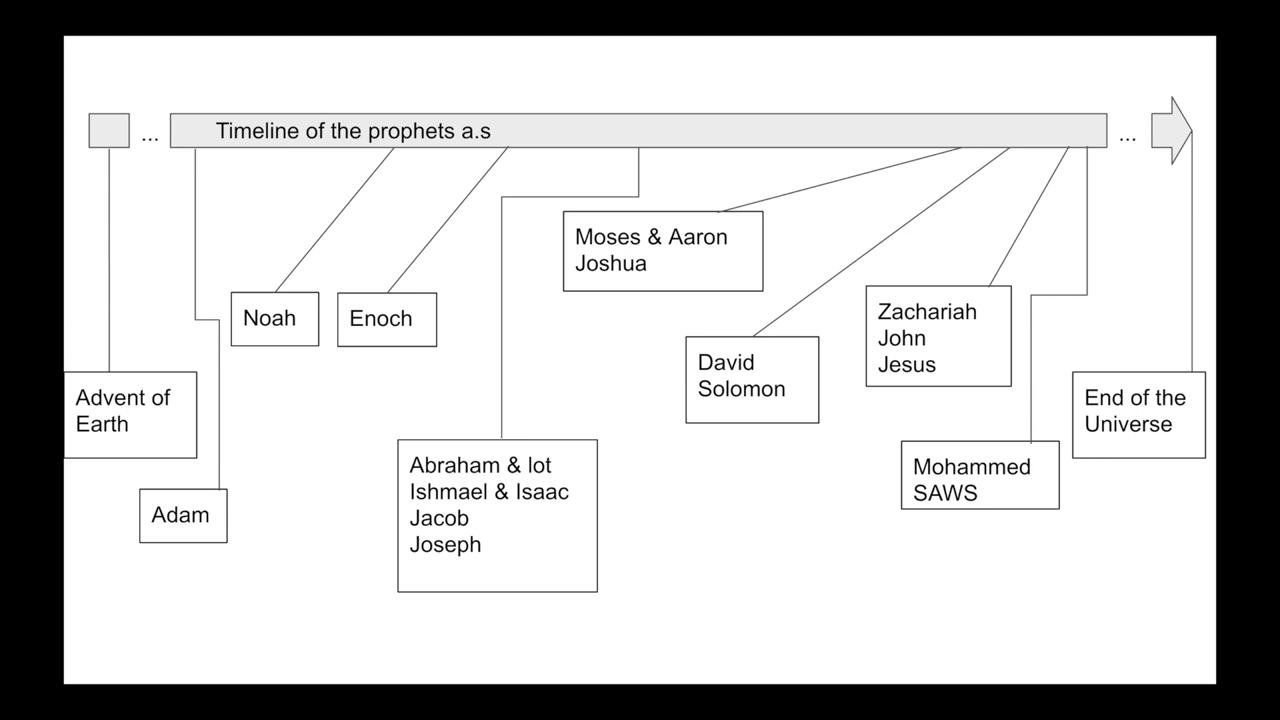 Timeline of the prophets a.s
...
...
Advent of
Earth
Adam
Noah
Enoch
Abraham & lot
Ishmael & Isaac
Jacob
Joseph
Moses & Aaron
Joshua
David
Solomon
Zachariah
John
Jesus
Mohammed
SAWS
End of the
Universe